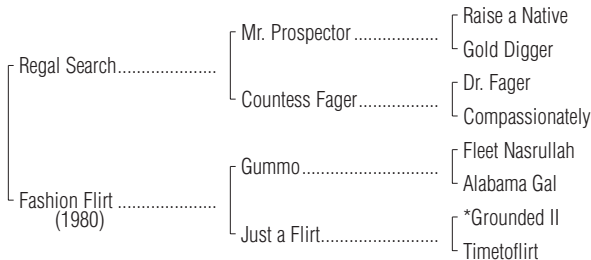 Raise a Native
Mr. Prospector ..................
Gold Digger
Regal Search.....................
Dr. Fager
Countess Fager.................
Compassionately
Fleet Nasrullah
Gummo.............................
Alabama Gal
Fashion Flirt .....................
(1980)
*Grounded II
Just a Flirt.........................
Timetoflirt